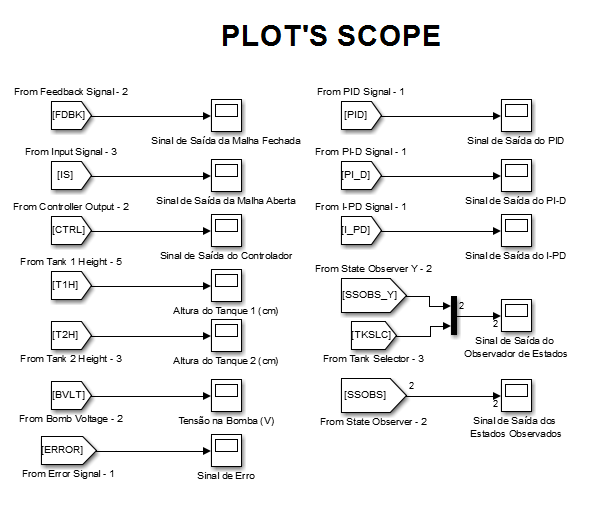 PLOT'S SCOPE
From Feedback Signal - 2
[FDBK]
Sinal de Saída da Malha Fechada
From Input Signal - 3
[IS]
Sinal de Saída da Malha Aberta
From Controller Output - 2
[CTRL]
Sinal de Saída do Controlador
From Tank 1 Height - 5
[T1H]
Altura do Tanque 1 (cm)
[T2H]
From Tank 2 Height - 3
Altura do Tanque 2 (cm)
[BVLT]
From Bomb Voltage - 2
Tensão na Bomba (V)
[ERROR]
From Error Signal - 1
Sinal de Erro
From PID Signal - 1
[PID]
Sinal de Saída do PID
From PI-D Signal - 1
[PI_D]
Sinal de Saída do PI-D
From I-PD Signal - 1
[I_PD]
Sinal de Saída do I-PD
From State Observer Y - 2
[SSOBS_Y]
[TKSLC]
From Tank Selector - 3
2
2
Sinal de Saída do
Observador de Estados
[SSOBS]
From State Observer - 2
2
2
Sinal de Saída dos
Estados Observados